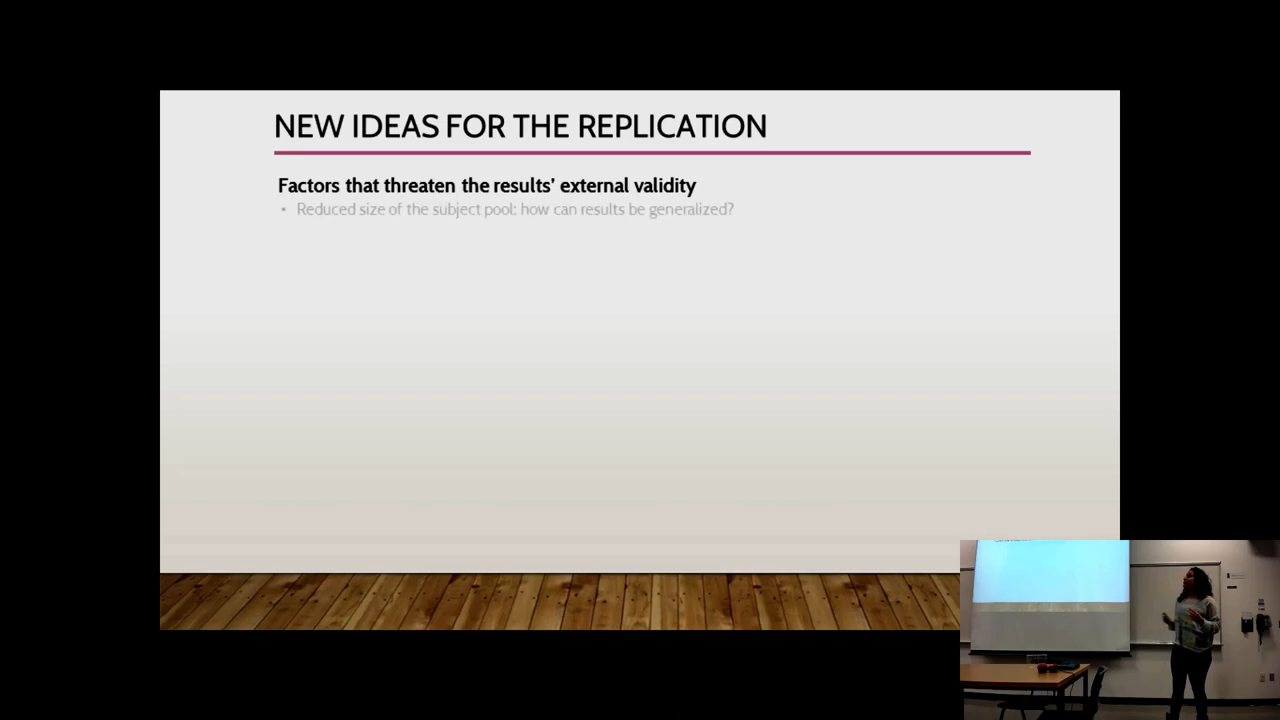 NEW IDEAS FOR THE REPLICATION
Factors that threaten the results' external validity
• Reduced size of the subject pool: how can results be generalized?